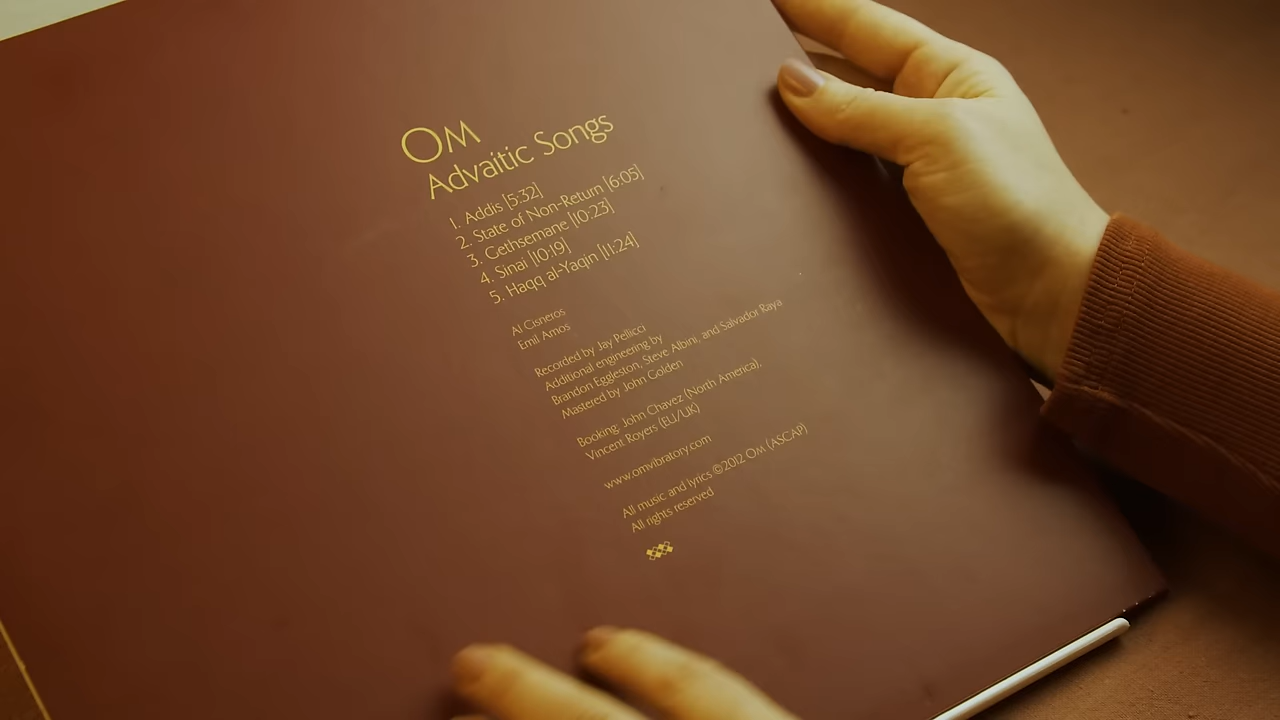 OM
Advaitic Songs
1. Addis [5:32]
2. State of Non-Return [6:05]
3. Gethsemane [10:23]
4. Sinai [10:19]
5. Haqq al-Yaqin [11:24]
Al Cisneros
Emil Amos
Recorded by Jay Pellicci
Additional engineering by
Brandon Eggleston, Steve Albini, and Salvador Raya
Mastered by John Golden
Booking: John Chavez (North America),
Vincent Royers (EU/UK)
www.omvibratory.com
All music and lyrics ©2012 OM (ASCAP)
All rights reserved